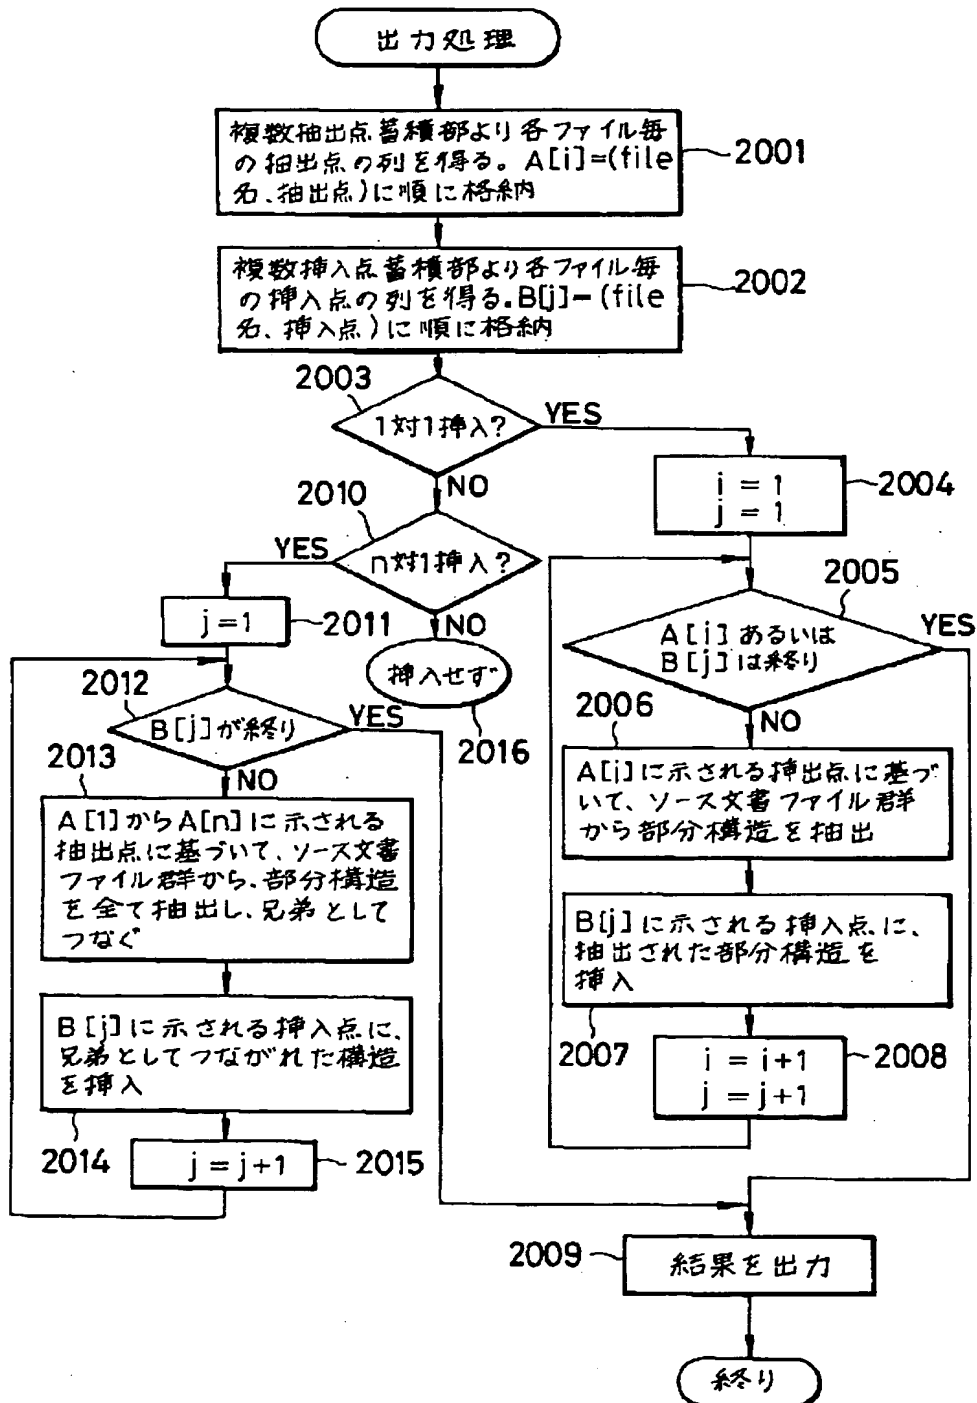 出力処理
複数抽出点蓄積部より各ファイル毎
の抽出点の列を得る。A[i]=(file
名、抽出点)に順に格納
2001
複数挿入点蓄積部より各ファイル毎
の挿入点の列を得る.B[j]=(file
名、挿入点)に順に格納
2002
2003
1対1挿入?
YES
NO
i = 1
j = 1
2004
2010
n対1挿入?
YES
NO
j=1
2011
挿入せず
2016
2005
A[i]あるいは
B[j]は終り
YES
NO
2012
B[j]が終り
YES
NO
2006
A[i]に示される抽出点に基づ
いて、ソース文書ファイル群
から部分構造を抽出
2013
A[1]からA[n]に示される
抽出点に基づいて、ソース文書
ファイル群から、部分構造
を全て抽出し、兄弟として
つなぐ
B[j]に示される挿入点に、
抽出された部分構造を
挿入
2007
B[j]に示される挿入点に、
兄弟としてつながれた構造
を挿入
2014
i = i+1
j = j+1
2008
j = j+1
2015
2009
結果を出力
終り